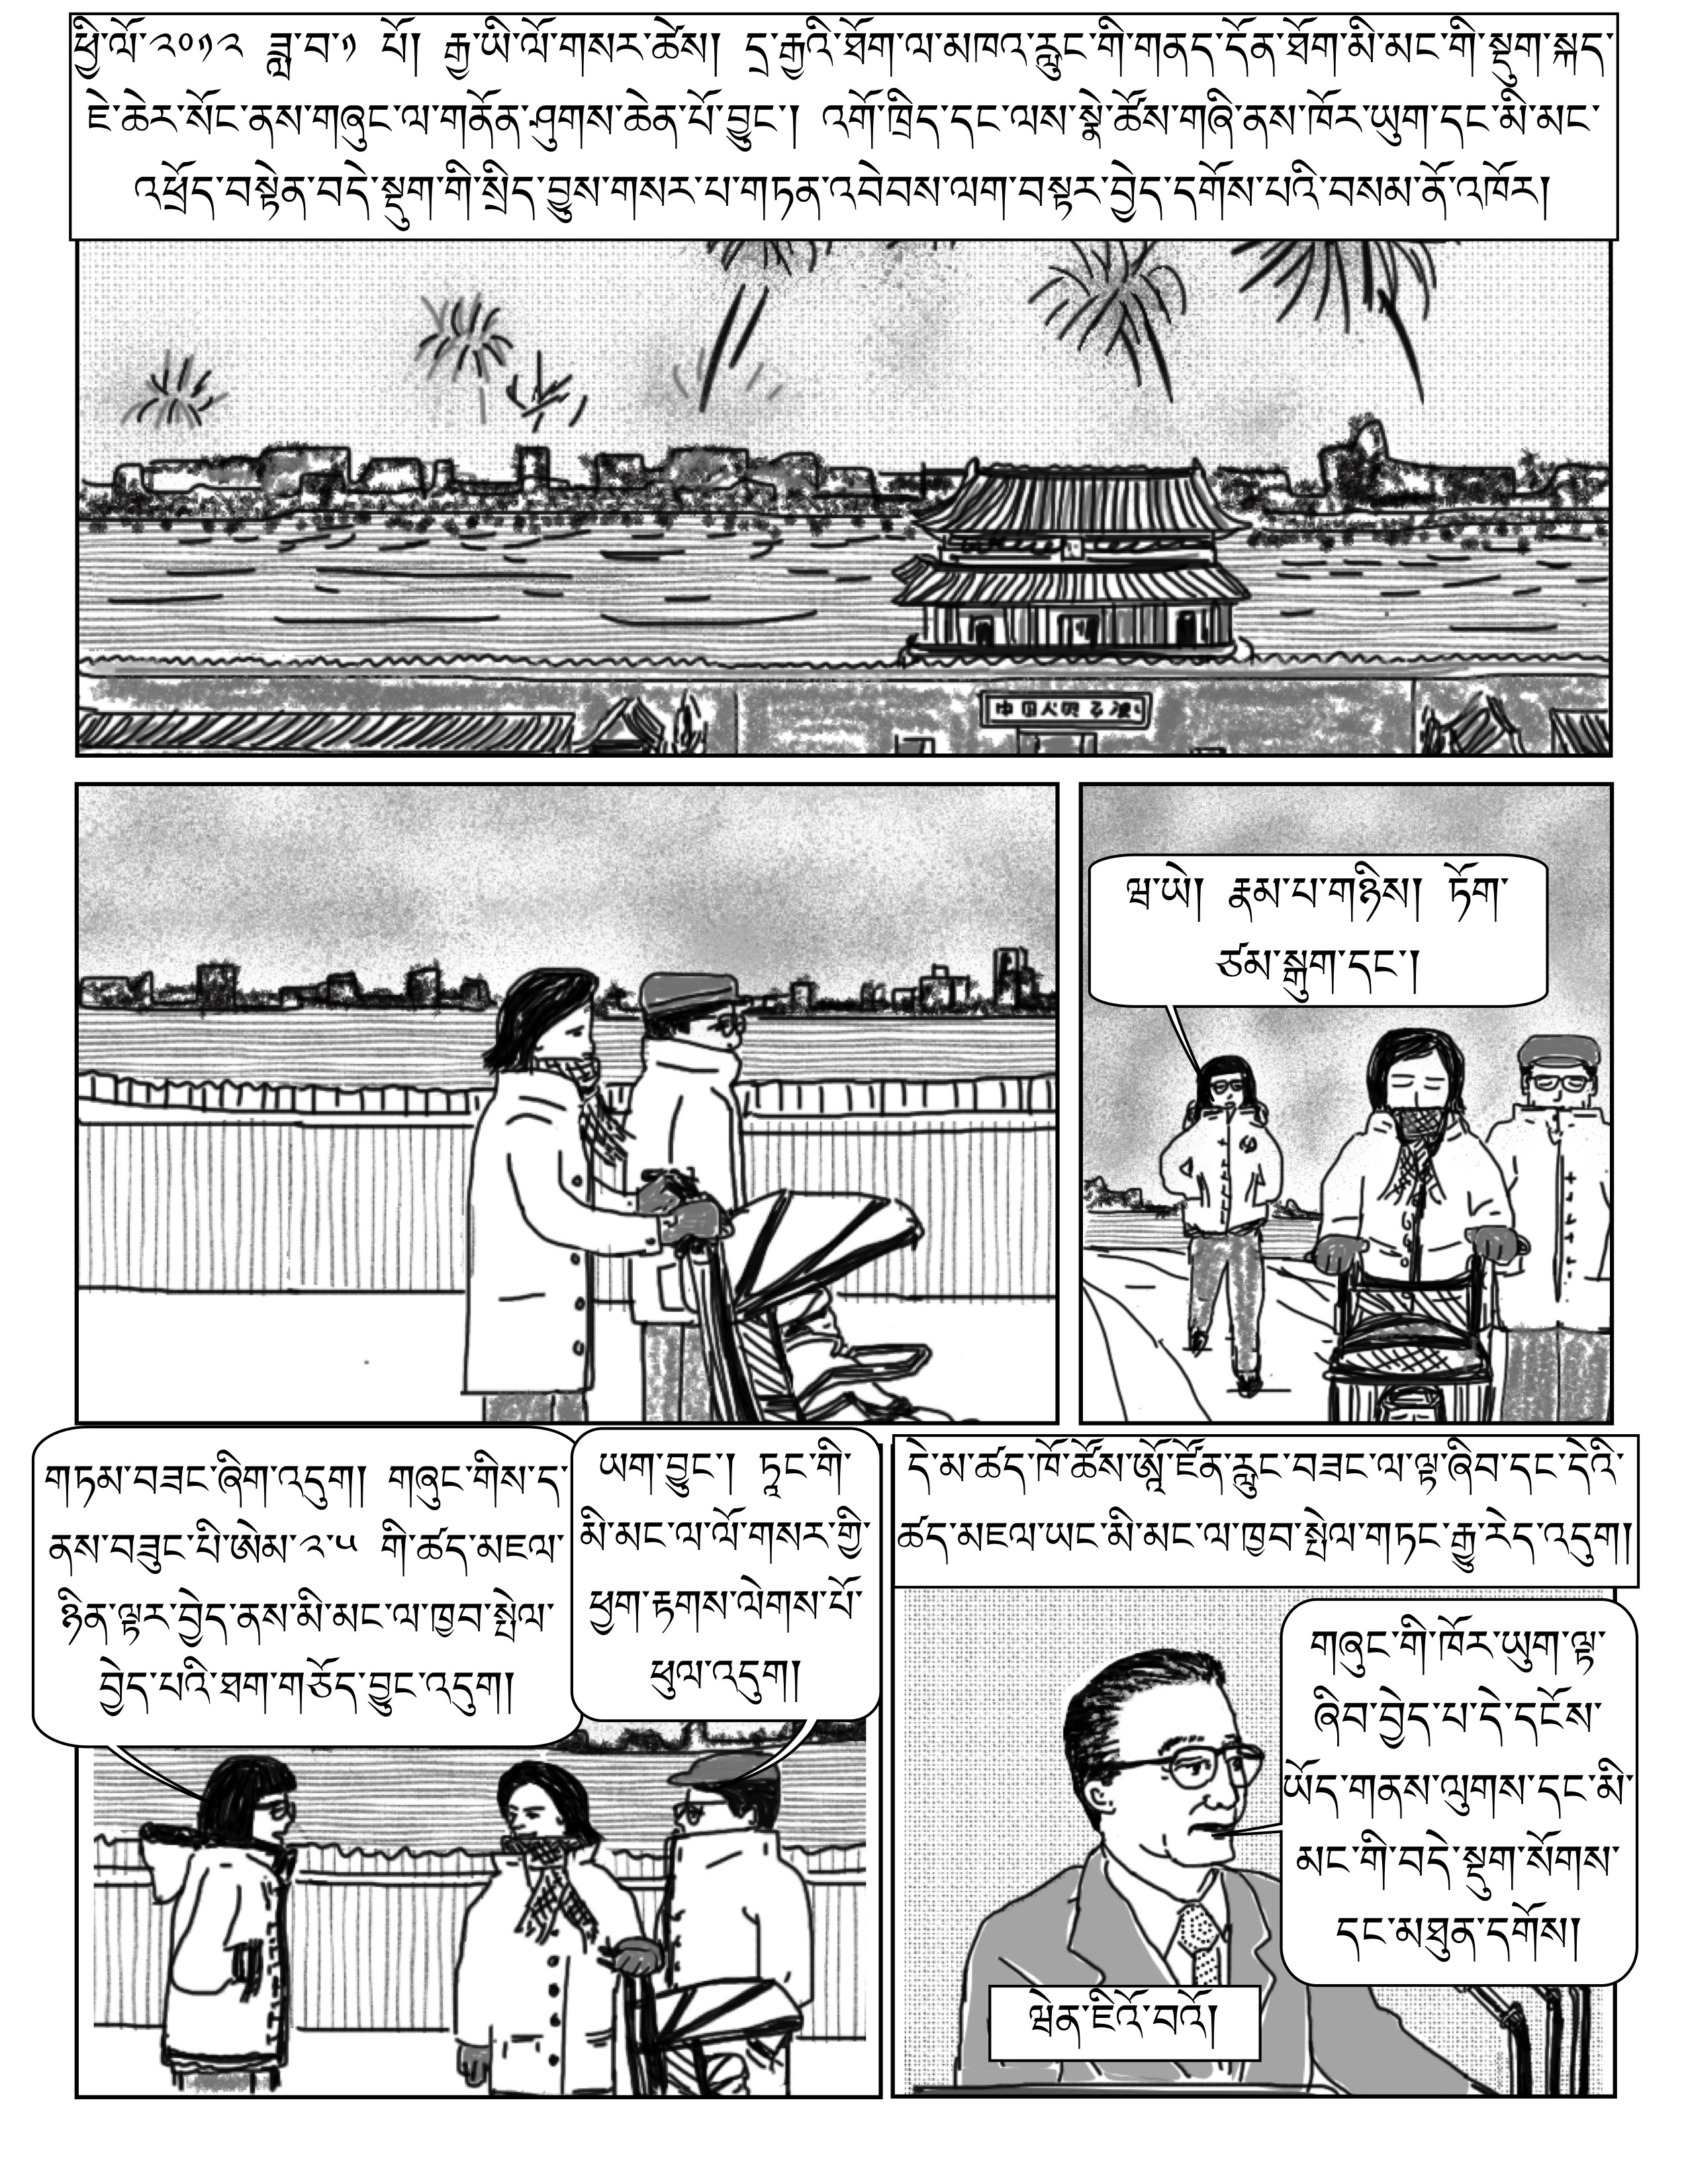 ཕྱི་ལོ་༢༠༡༢ ཟླ་བ་༡ པོ། རྒྱ་ཡི་ལོ་གསར་ཚེས། དྲ་རྒྱའི་ཐོག་ལ་མཁའ་རླུང་གི་གནད་དོན་ཐོག་མི་མང་གི་སྡུག་སྐད་
ཇེ་ཆེར་སོང་ནས་གཞུང་ལ་གནོན་ཤུགས་ཆེན་པོ་བྱུང་། འགོ་ཁྲིད་དང་ལས་སྣེ་ཚོས་གཞི་ནས་ཁོར་ཡུག་དང་མི་མང་
འཕྲོད་བསྟེན་བདེ་སྡུག་གི་སྲིད་བྱུས་གསར་པ་གཏན་འབེབས་ལག་བསྟར་བྱེད་དགོས་པའི་བསམ་ནོ་འཁོར།
ཝ་ཡེ། རྣམ་པ་གཉིས། ཏོག་
ཙམ་སྒུག་དང་།
གཏམ་བཟང་ཞིག་འདུག། གཞུང་གིས་ད་
ནས་བཟུང་པི་ཨེམ་༢་༥ གི་ཚད་མཇལ་
ཉིན་ལྟར་བྱེད་ནས་མི་མང་ལ་ཁྱབ་སྤེལ་
བྱེད་པའི་ཐག་གཅོད་བྱུང་འདུག།
ཡག་བྱུང་། ཏྭང་གི་
མི་མང་ལ་ལོ་གསར་གྱི་
ཕྱག་རྟགས་ལེགས་པོ་
ཕུལ་འདུག།
དེ་མ་ཚད་ཁོ་ཚོས་ཨོ་ཛོན་རླུང་བཟང་ལ་ལྟ་ཞིབ་དང་དེའི་
ཚད་མཇལ་ཡང་མི་མང་ལ་ཁྱབ་སྤེལ་གཏང་རྒྱུ་རེད་འདུག།
གཞུང་གི་ཁོར་ཡུག་ལྟ་
ཞིབ་བྱེད་པ་དེ་དངོས་
ཡོད་གནས་ལུགས་དང་མི་
མང་གི་བདེ་སྡུག་སོགས་
དང་མཐུན་དགོས།
ཝེན་ཇིའོ་བའོ།